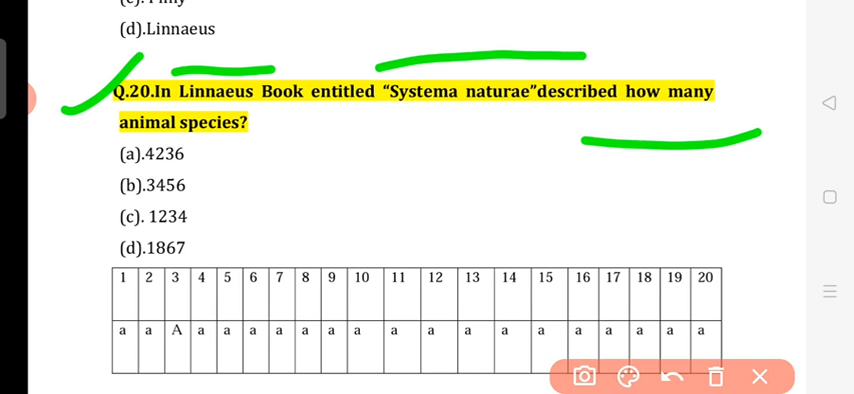 (d).Linnaeus
Q.20.In Linnaeus Book entitled “Systema naturae”described how many
animal species?
(a).4236
(b).3456
(c). 1234
(d).1867
1 2 3 4 5 6 7 8 9 10 11 12 13 14 15 16 17 18 19 20
a a A a a a a a a a a a a a a a a a a a